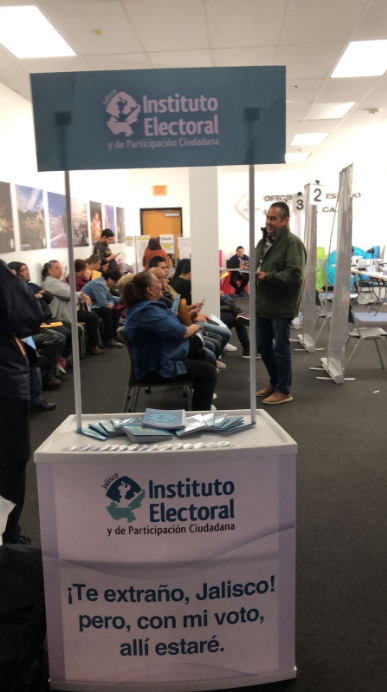 Jalisco
Instituto
Electoral
y de Participación Ciudadana
3
2
Jalisco
Instituto
Electoral
y de Participación Ciudadana
¡Te extraño, Jalisco!
pero, con mi voto,
allí estaré.